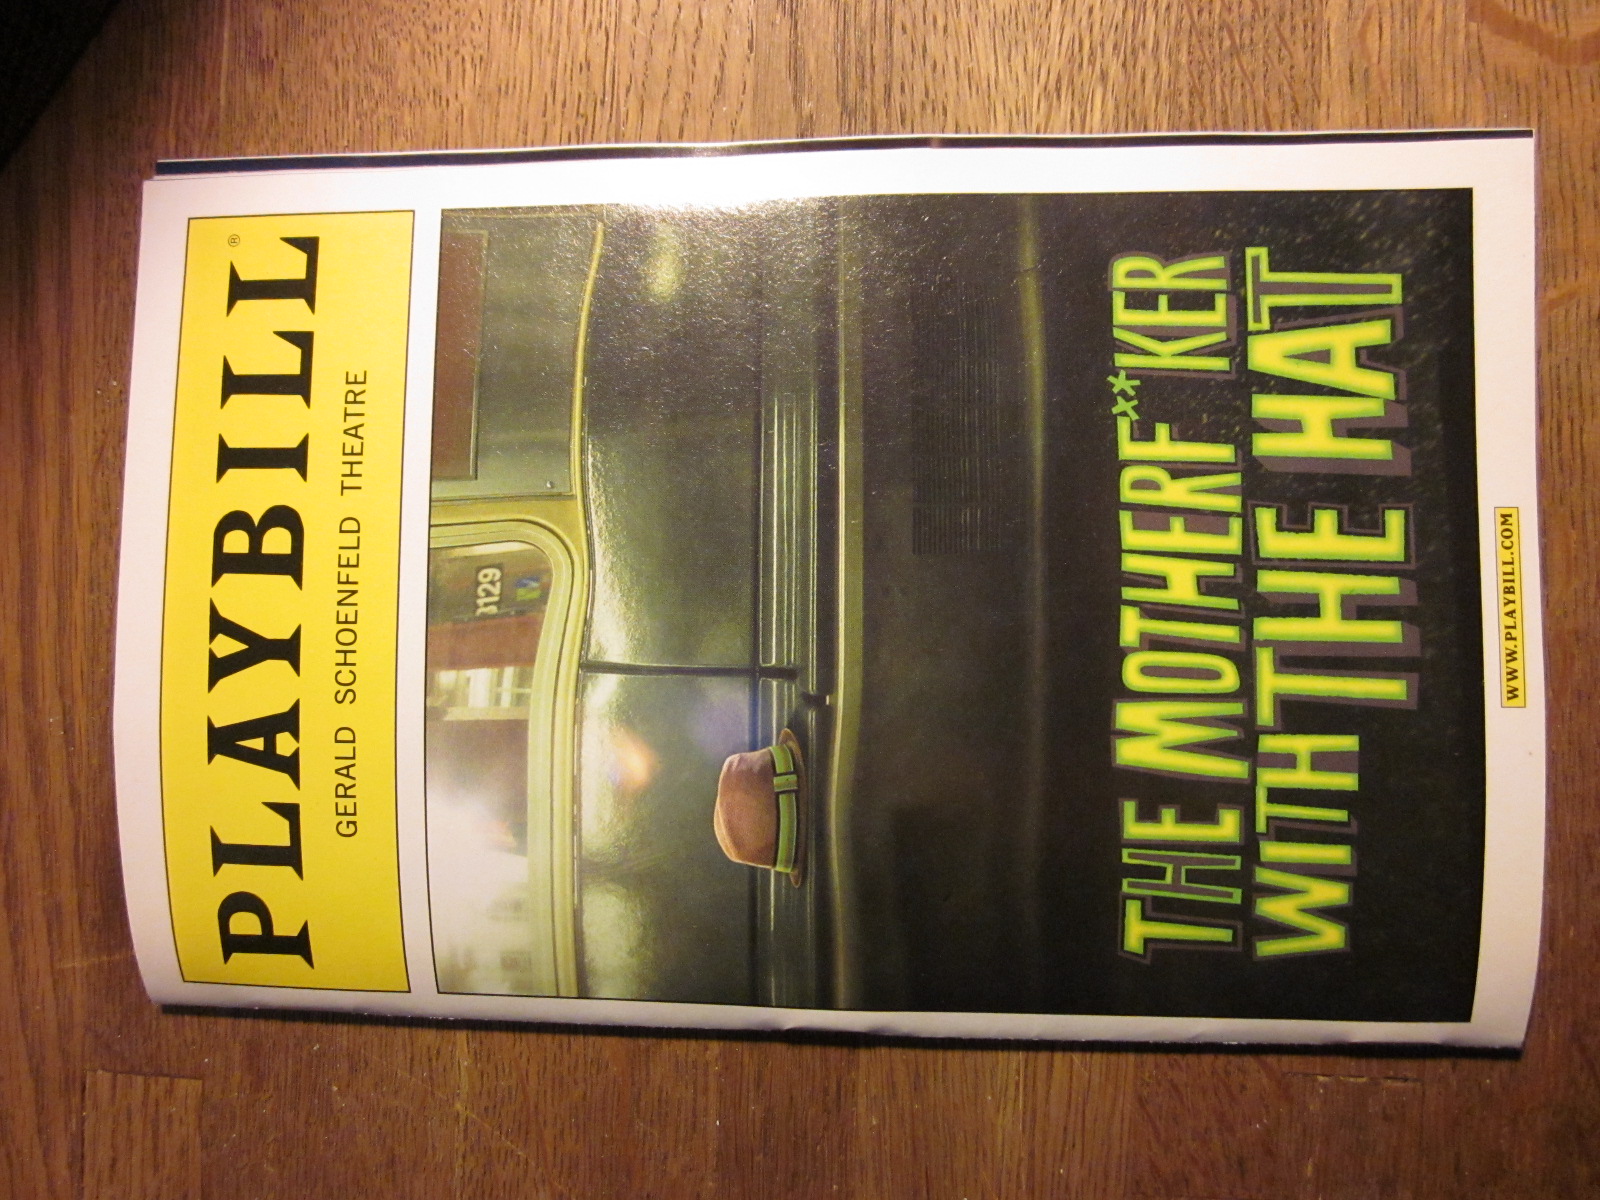 PLAYBILL®
GERALD SCHOENFELD THEATRE
3129
THE MOTHERF**KER
WITH THE HAT
WWW.PLAYBILL.COM